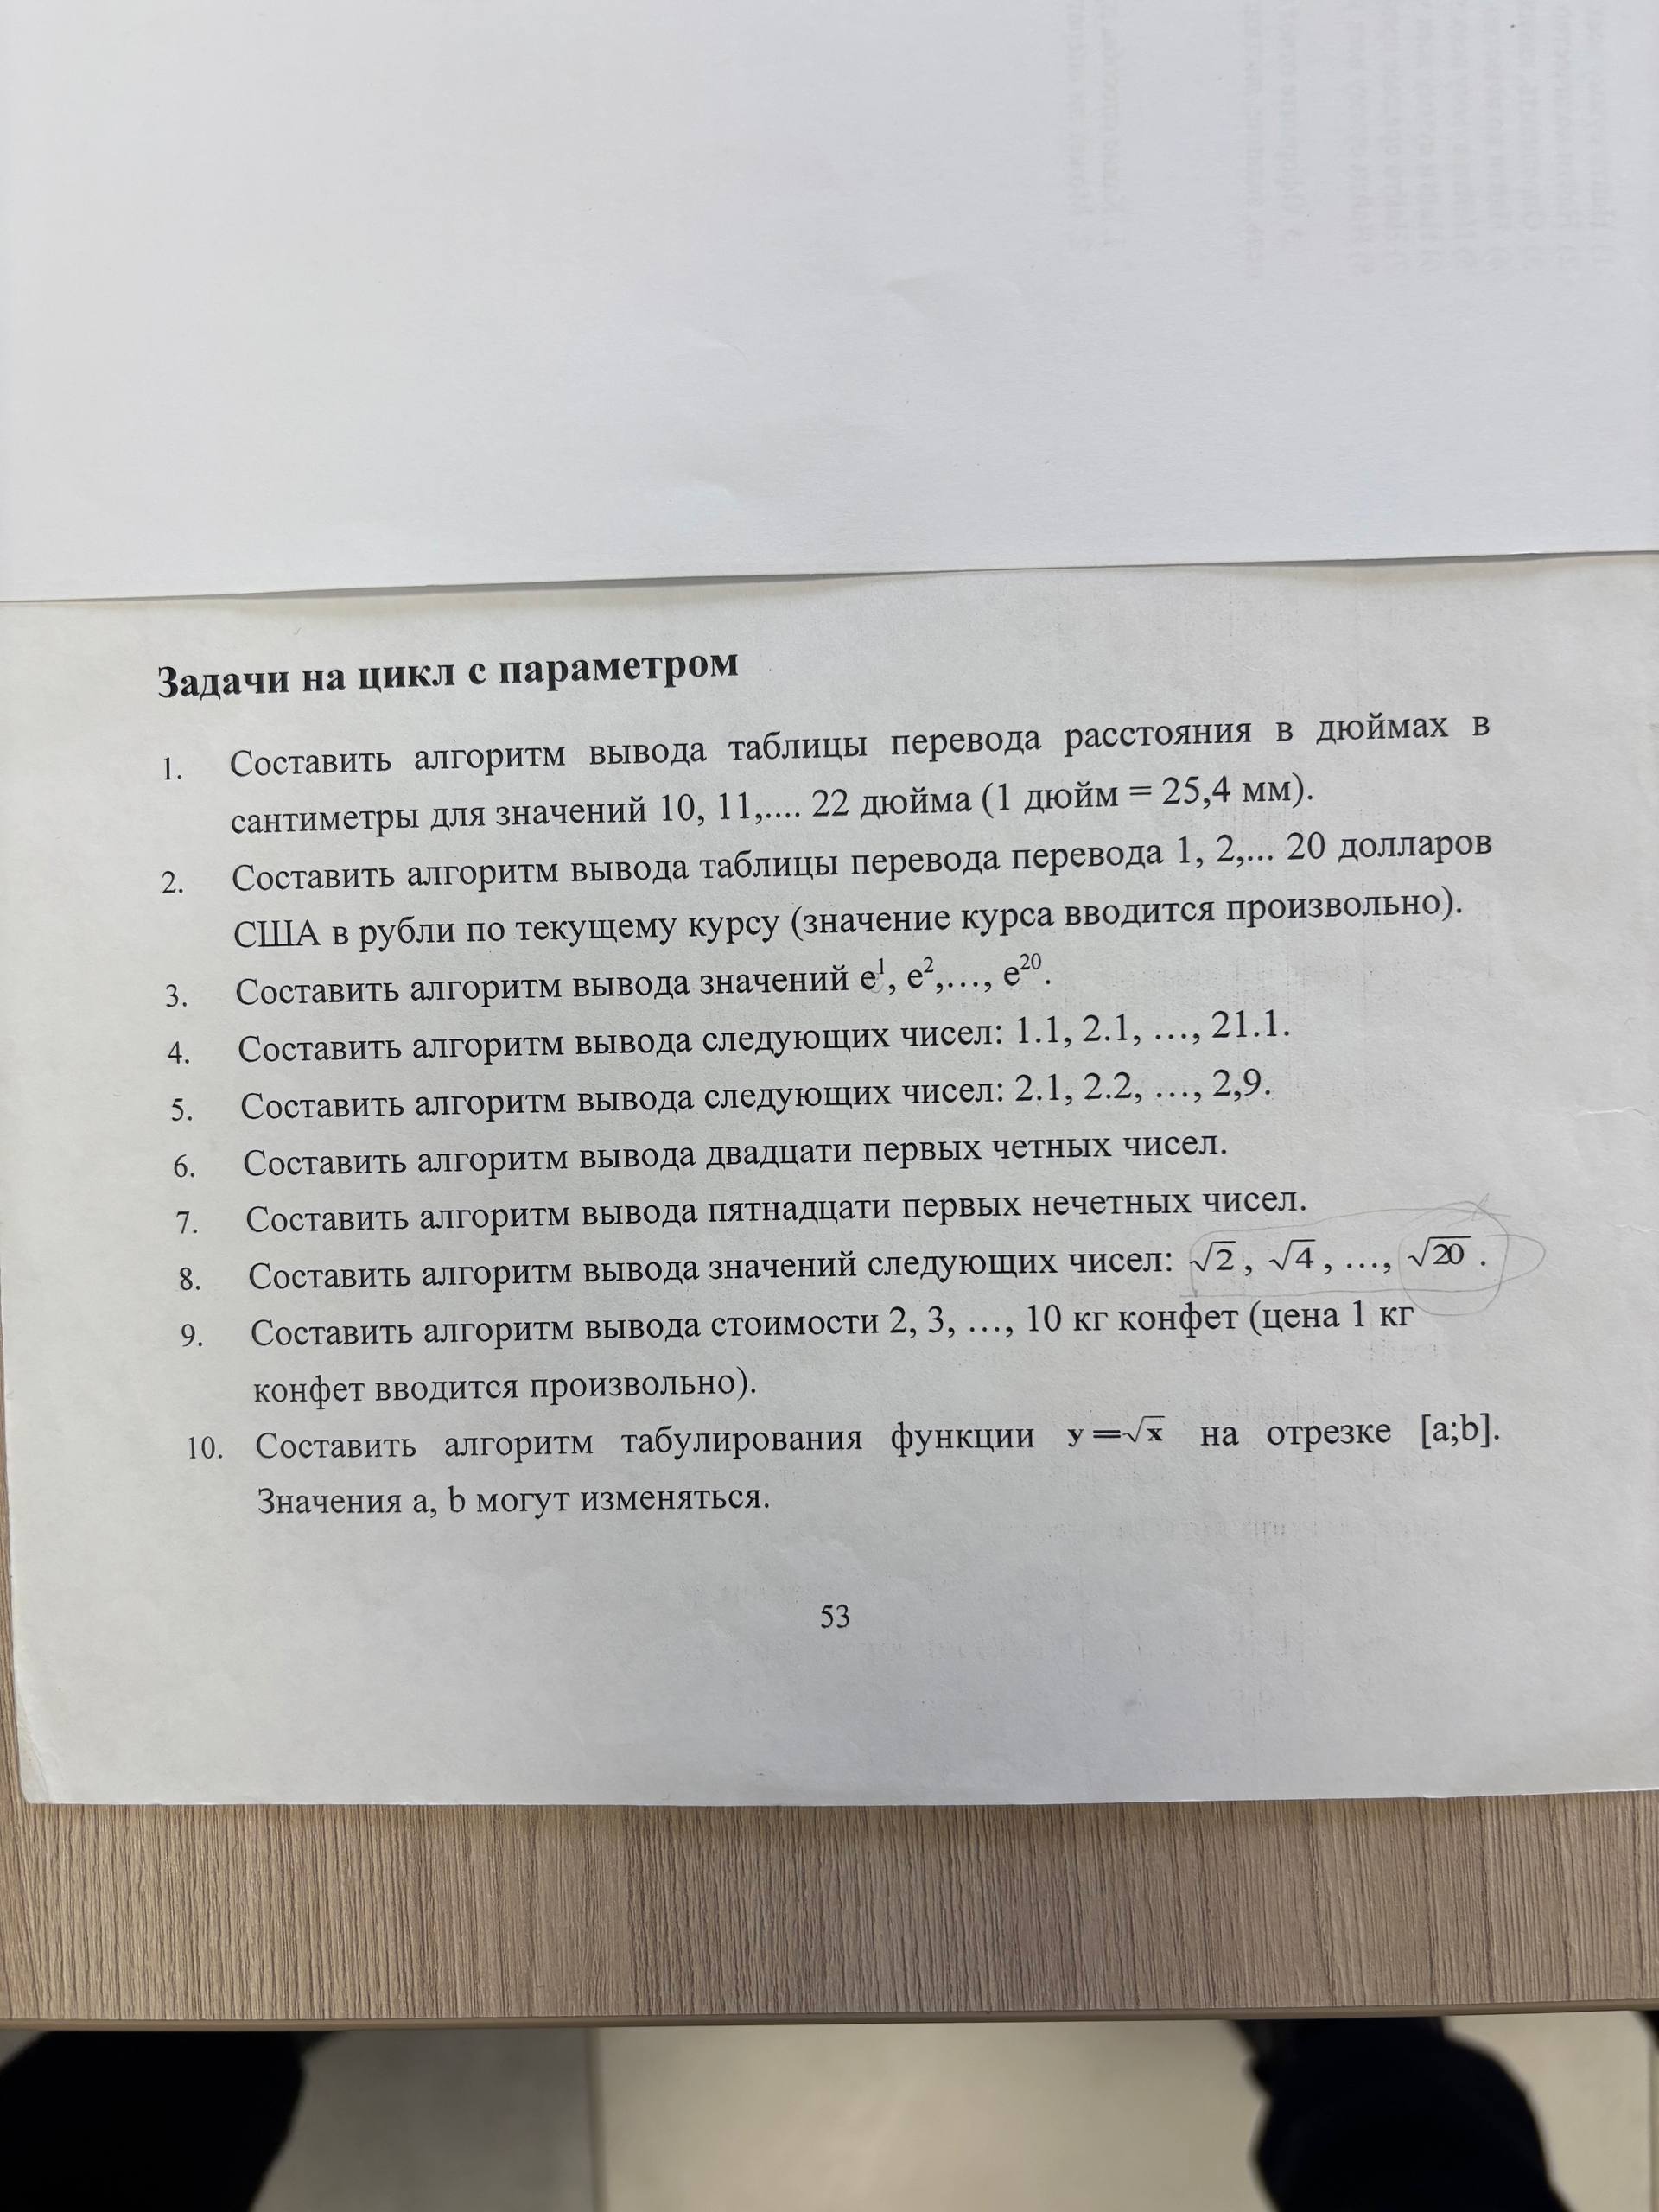 Задачи на цикл с параметром
1. Составить алгоритм вывода таблицы перевода расстояния в дюймах в
сантиметры для значений 10, 11,.... 22 дюйма (1 дюйм = 25,4 мм).
2. Составить алгоритм вывода таблицы перевода перевода 1, 2,... 20 долларов
США в рубли по текущему курсу (значение курса вводится произвольно).
3. Составить алгоритм вывода значений e¹, e²,…, e²⁰.
4. Составить алгоритм вывода следующих чисел: 1.1, 2.1, …, 21.1.
5. Составить алгоритм вывода следующих чисел: 2.1, 2.2, …, 2,9.
6. Составить алгоритм вывода двадцати первых четных чисел.
7. Составить алгоритм вывода пятнадцати первых нечетных чисел.
8. Составить алгоритм вывода значений следующих чисел: √2 , √4 , …, √20 .
9. Составить алгоритм вывода стоимости 2, 3, …, 10 кг конфет (цена 1 кг
конфет вводится произвольно).
10. Составить алгоритм табулирования функции y=√x на отрезке [a;b].
Значения a, b могут изменяться.
53